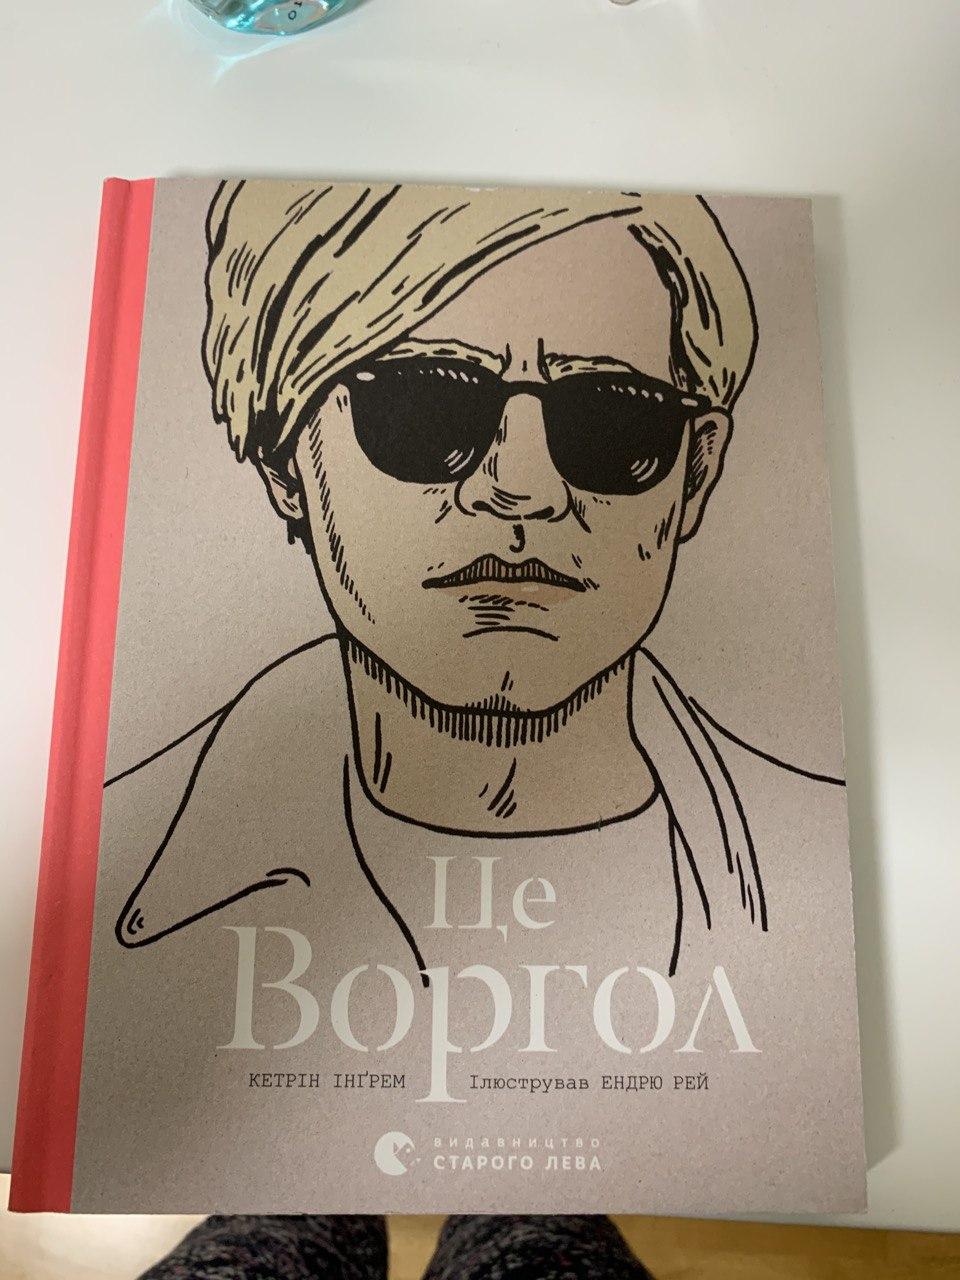 Це
Воргол
КЕТРІН ІНҐРЕМ Ілюстрував ЕНДРЮ РЕЙ
ВИДАВНИЦТВО
СТАРОГО ЛЕВА